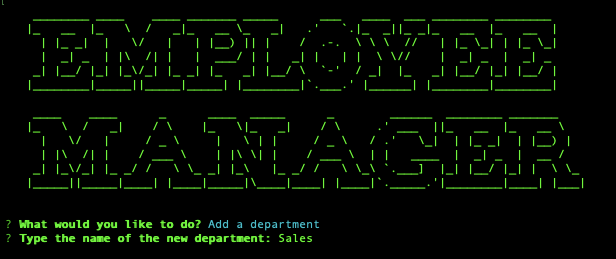 EMPLOYEE
MANAGER
? What would you like to do? Add a department
? Type the name of the new department: Sales